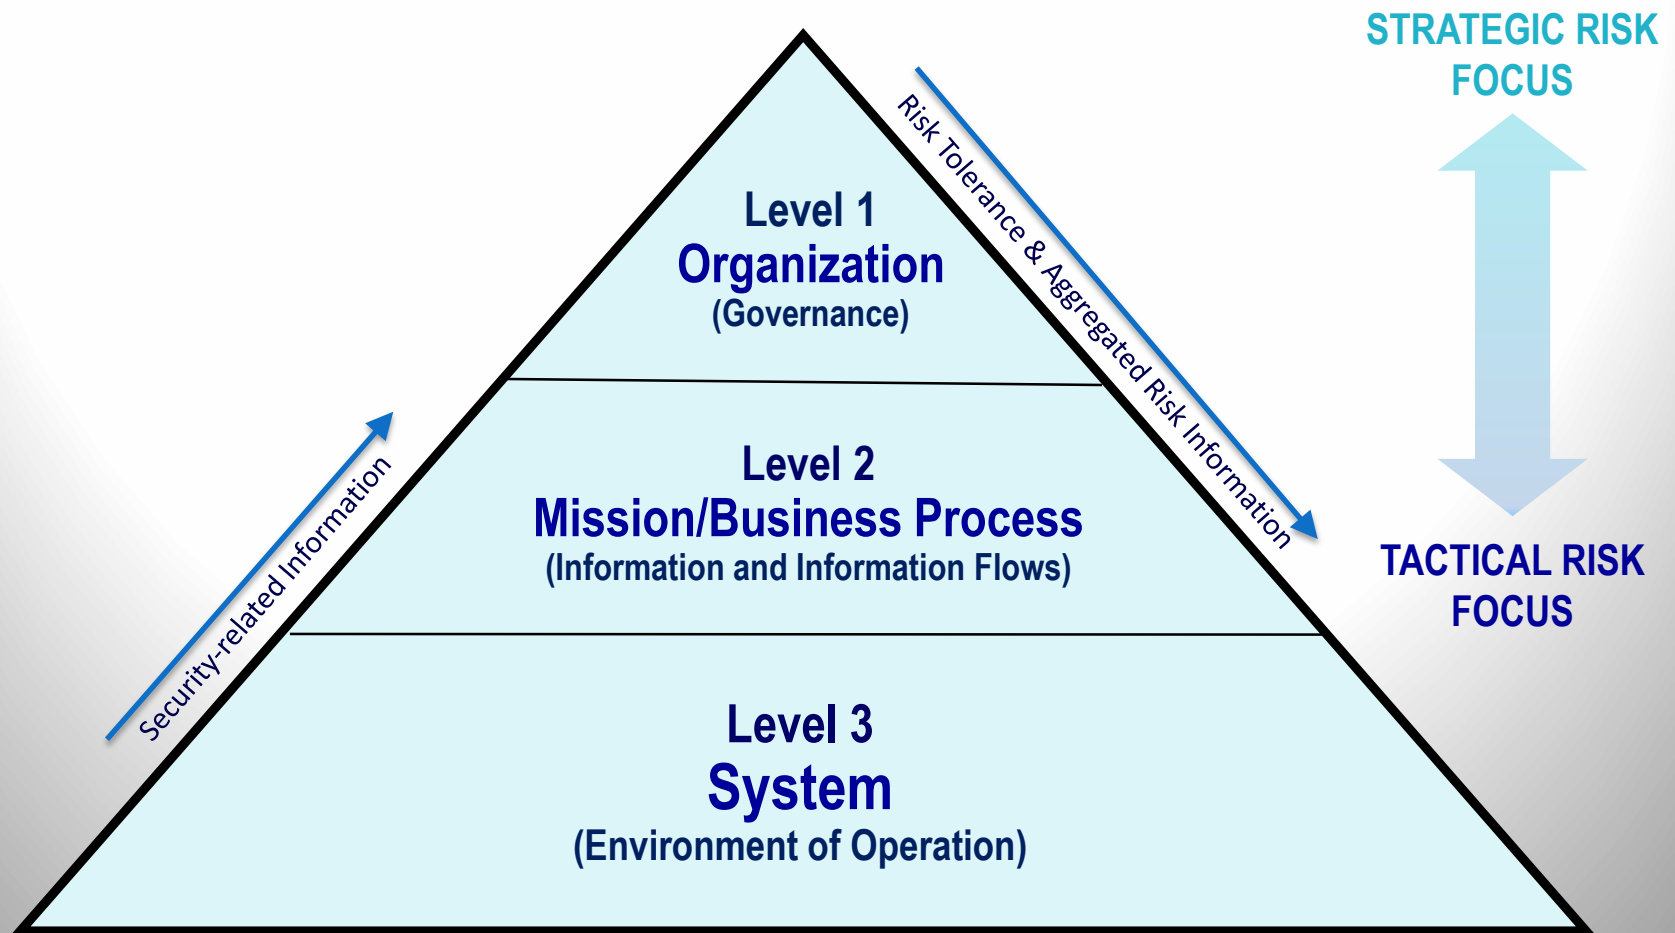 STRATEGIC RISK
FOCUS
Risk Tolerance & Aggregated Risk Information
Level 1
Organization
(Governance)
Security-related Information
Level 2
Mission/Business Process
(Information and Information Flows)
TACTICAL RISK
FOCUS
Level 3
System
(Environment of Operation)